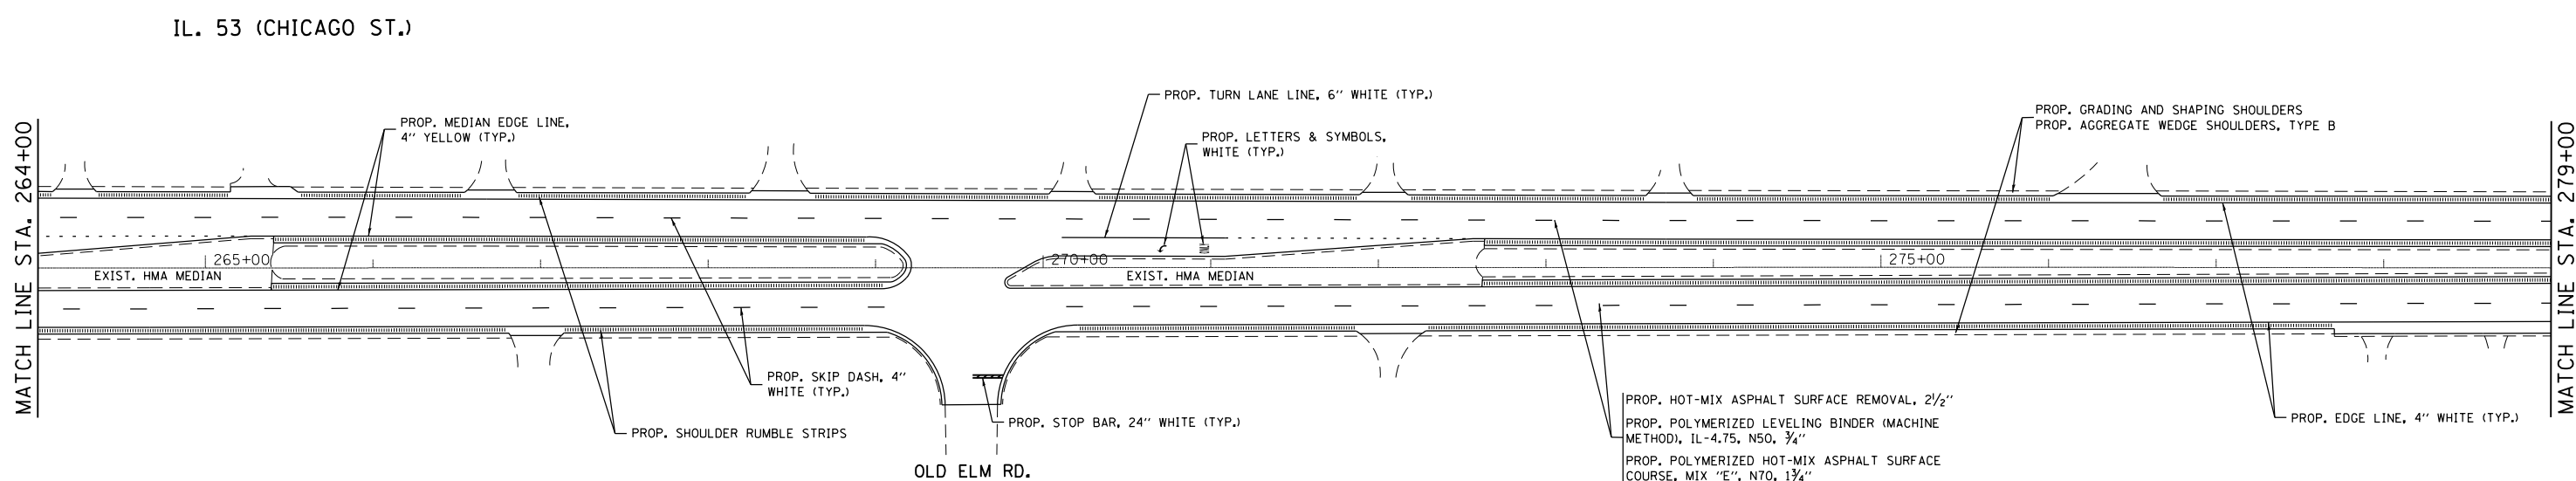 IL. 53 (CHICAGO ST.)
MATCH LINE STA. 264+00
PROP. MEDIAN EDGE LINE,
4" YELLOW (TYP.)
PROP. TURN LANE LINE, 6" WHITE (TYP.)
PROP. LETTERS & SYMBOLS,
WHITE (TYP.)
PROP. GRADING AND SHAPING SHOULDERS
PROP. AGGREGATE WEDGE SHOULDERS, TYPE B
MATCH LINE STA. 279+00
265+00
270+00
275+00
EXIST. HMA MEDIAN
EXIST. HMA MEDIAN
PROP. SKIP DASH, 4"
WHITE (TYP.)
PROP. SHOULDER RUMBLE STRIPS
PROP. STOP BAR, 24" WHITE (TYP.)
OLD ELM RD.
PROP. HOT-MIX ASPHALT SURFACE REMOVAL, 2½"
PROP. POLYMERIZED LEVELING BINDER (MACHINE
METHOD), IL-4.75, N50, ¾"
PROP. POLYMERIZED HOT-MIX ASPHALT SURFACE
COURSE, MIX "E", N70, 1¾"
PROP. EDGE LINE, 4" WHITE (TYP.)